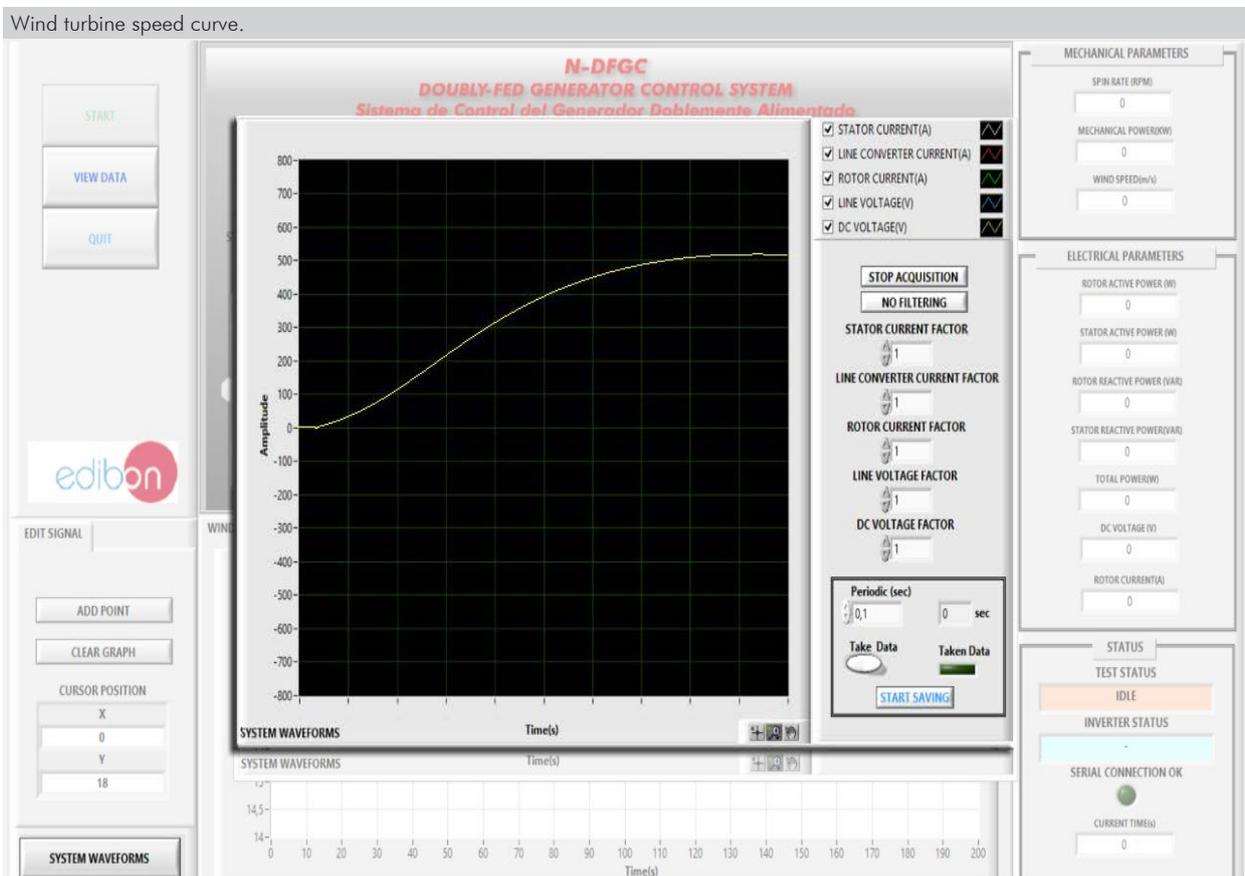 Wind turbine speed curve.
N-DFGC
DOUBLY-FED GENERATOR CONTROL SYSTEM
Sistema de Control del Generador Doblemente Alimentado
START
VIEW DATA
QUIT
edibon
EDIT SIGNAL
ADD POINT
CLEAR GRAPH
CURSOR POSITION
X
0
Y
18
SYSTEM WAVEFORMS
WIND
Amplitude
800
700
600
500
400
300
200
100
0
-100
-200
-300
-400
-500
-600
-700
-800
SYSTEM WAVEFORMS
Time(s)
STATOR CURRENT(A)
LINE CONVERTER CURRENT(A)
ROTOR CURRENT(A)
LINE VOLTAGE(V)
DC VOLTAGE(V)
STOP ACQUISITION
NO FILTERING
STATOR CURRENT FACTOR
1
LINE CONVERTER CURRENT FACTOR
1
ROTOR CURRENT FACTOR
1
LINE VOLTAGE FACTOR
1
DC VOLTAGE FACTOR
1
Periodic (sec)
0,1 0 sec
Take Data Taken Data
START SAVING
SYSTEM WAVEFORMS
Time(s)
14,5
14
0 10 20 30 40 50 60 70 80 90 100 110 120 130 140 150 160 170 180 190 200
Time(s)
MECHANICAL PARAMETERS
SPIN RATE (RPM)
0
MECHANICAL POWER(KW)
0
WIND SPEED(m/s)
0
ELECTRICAL PARAMETERS
ROTOR ACTIVE POWER (W)
0
STATOR ACTIVE POWER (W)
0
ROTOR REACTIVE POWER (VAR)
0
STATOR REACTIVE POWER(VAR)
0
TOTAL POWER(W)
0
DC VOLTAGE (V)
0
ROTOR CURRENT(A)
0
STATUS
TEST STATUS
IDLE
INVERTER STATUS
-
SERIAL CONNECTION OK
CURRENT TIME(s)
0